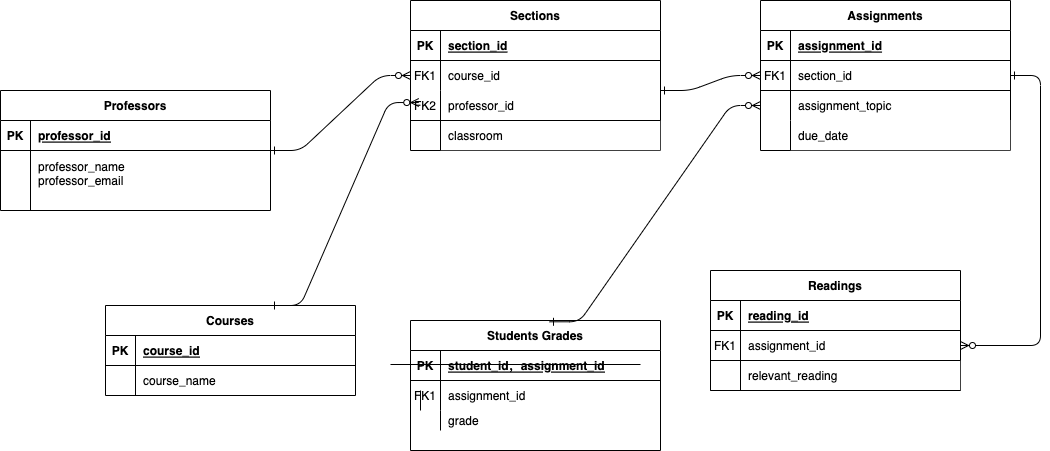 Sections
PK section_id
FK1 course_id
FK2 professor_id
classroom
Assignments
PK assignment_id
FK1 section_id
assignment_topic
due_date
Professors
PK professor_id
professor_name
professor_email
Courses
PK course_id
course_name
Students Grades
PK student_id, assignment_id
FK1 assignment_id
grade
Readings
PK reading_id
FK1 assignment_id
relevant_reading